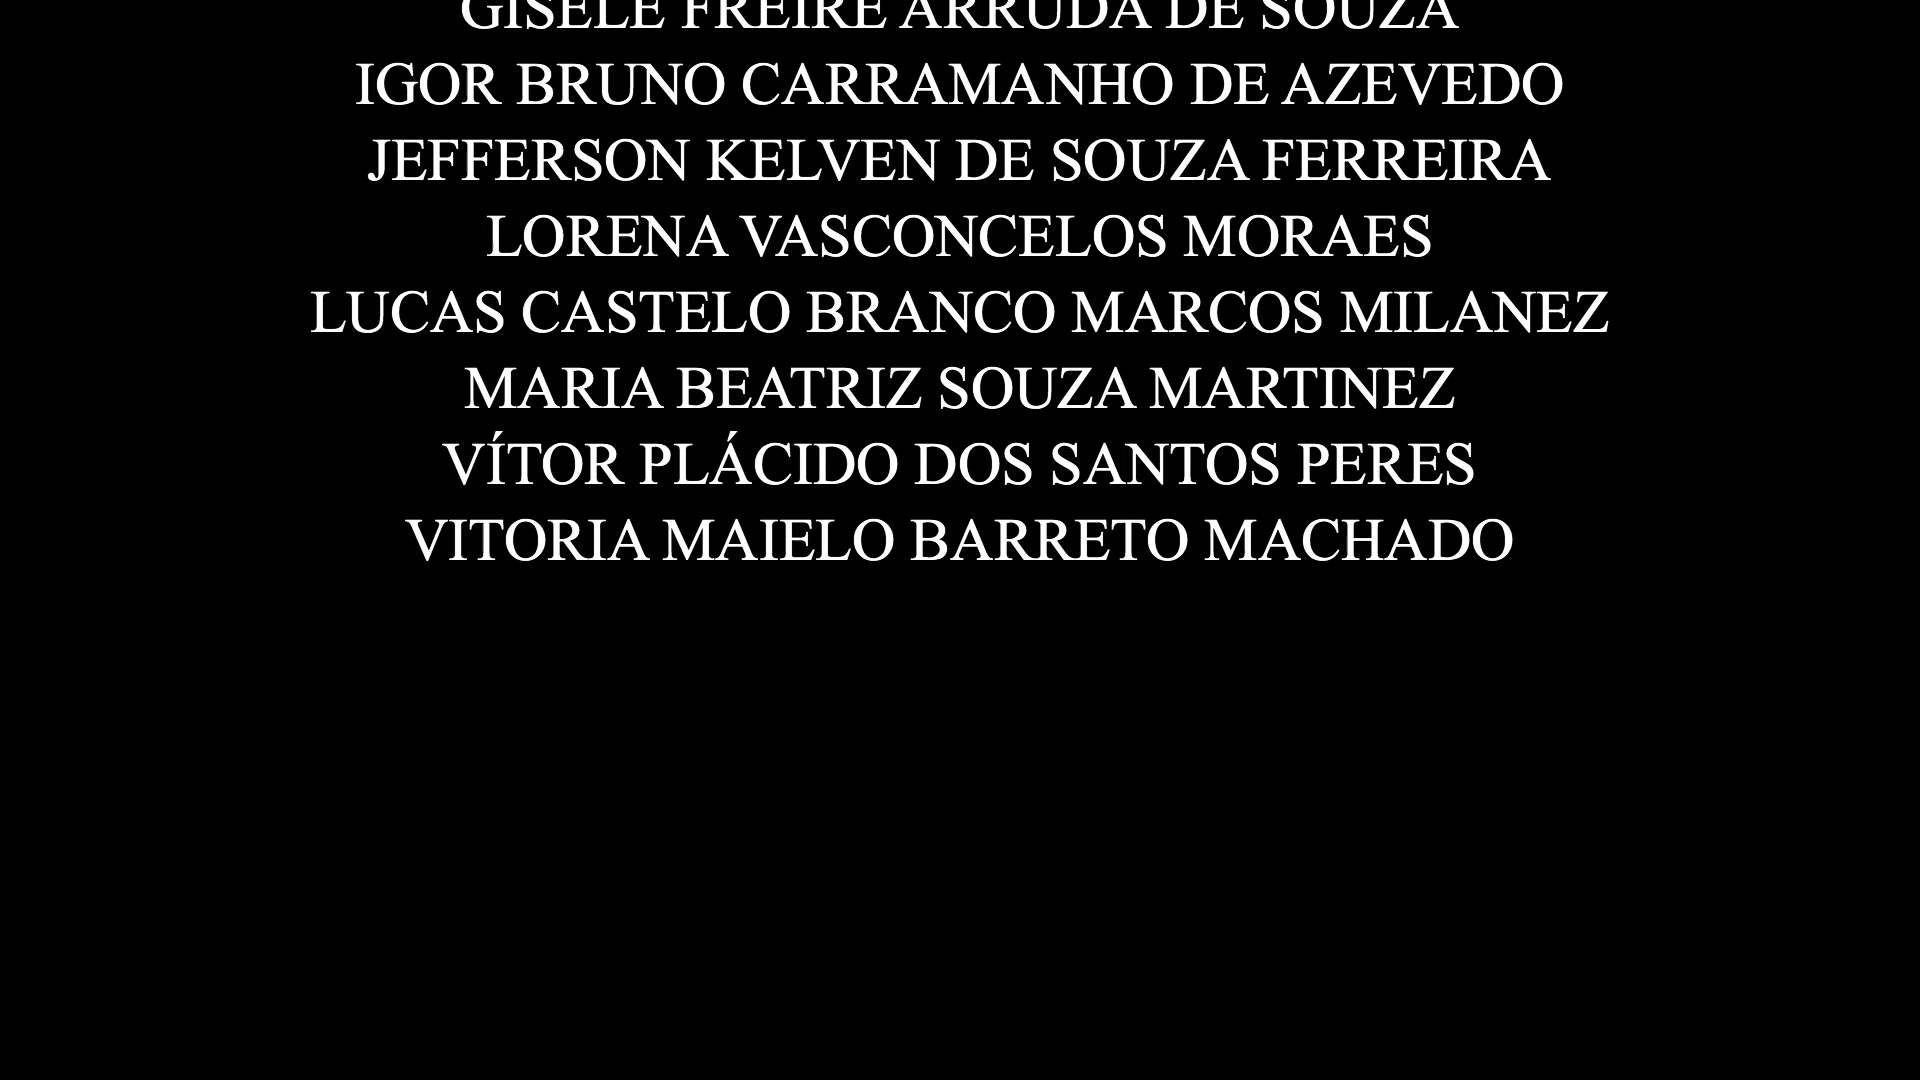 GISELE FREIRE ARRUDA DE SOUZA
IGOR BRUNO CARRAMANHO DE AZEVEDO
JEFFERSON KELVEN DE SOUZA FERREIRA
LORENA VASCONCELOS MORAES
LUCAS CASTELO BRANCO MARCOS MILANEZ
MARIA BEATRIZ SOUZA MARTINEZ
VÍTOR PLÁCIDO DOS SANTOS PERES
VITORIA MAIELO BARRETO MACHADO